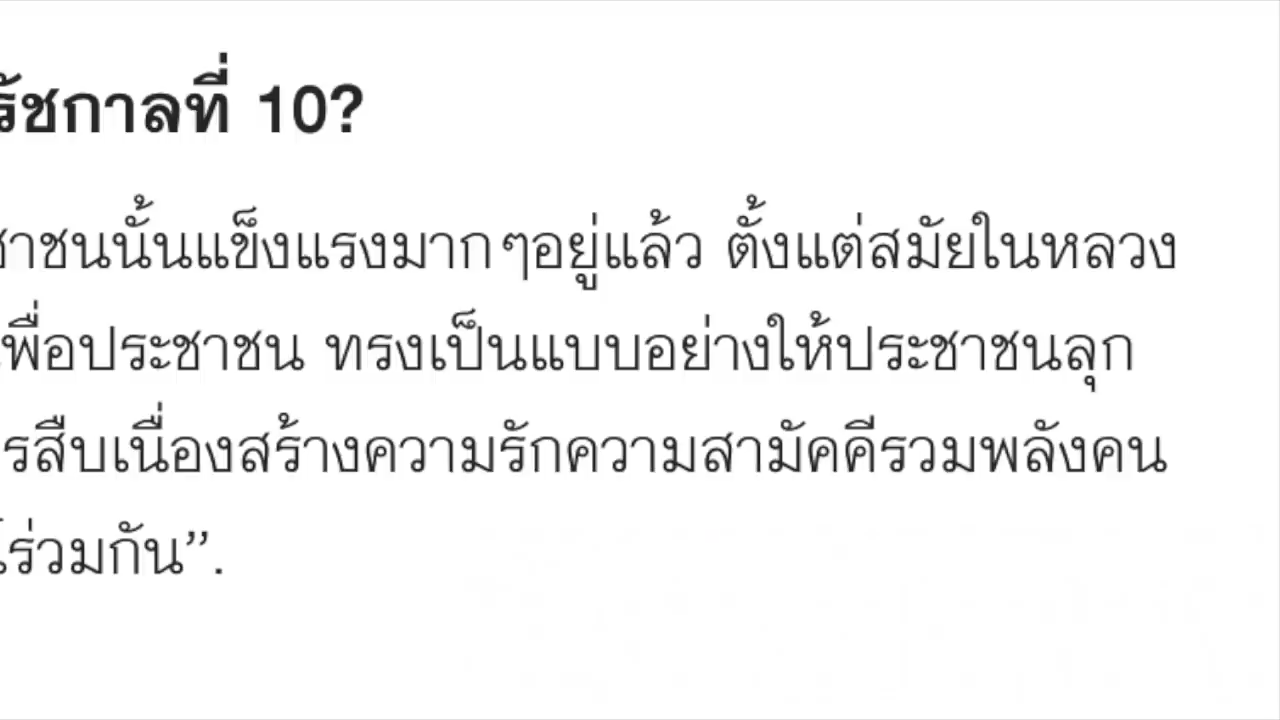 รัชกาลที่ 10?
ชาชนนั้นแข็งแรงมากๆอยู่แล้ว ตั้งแต่สมัยในหลวง
พื่อประชาชน ทรงเป็นแบบอย่างให้ประชาชนลุก
รสืบเนื่องสร้างความรักความสามัคคีรวมพลังคน
ร่วมกัน”.